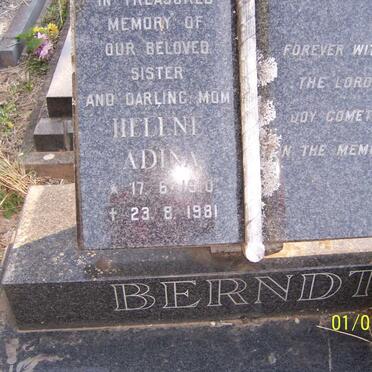 IN TREASURED
MEMORY OF
OUR BELOVED
SISTER
AND DARLING MOM
HELENE
ADINA
* 17. 6. 1910
† 23. 8. 1981
FOREVER WIT
THE LORD
JOY COMET
N THE MEM
BERNDT
01/0